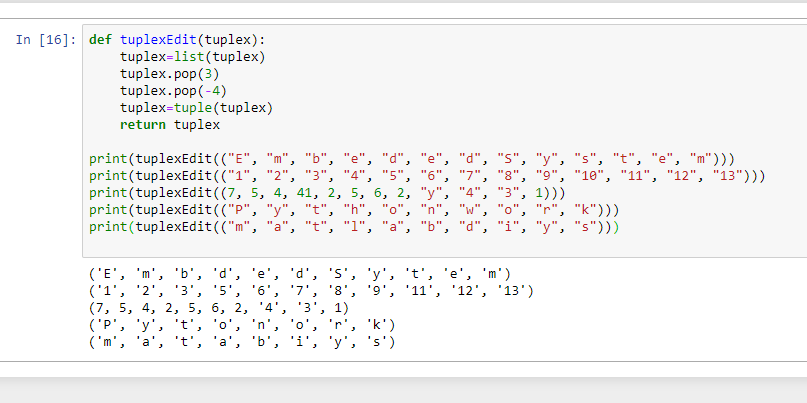 In [16]: def tuplexEdit(tuplex):
    tuplex=list(tuplex)
    tuplex.pop(3)
    tuplex.pop(-4)
    tuplex=tuple(tuplex)
    return tuplex
print(tuplexEdit(("E", "m", "b", "e", "d", "e", "d", "S", "y", "s", "t", "e", "m")))
print(tuplexEdit(("1", "2", "3", "4", "5", "6", "7", "8", "9", "10", "11", "12", "13")))
print(tuplexEdit((7, 5, 4, 41, 2, 5, 6, 2, "y", "4", "3", 1)))
print(tuplexEdit(("P", "y", "t", "h", "o", "n", "w", "o", "r", "k")))
print(tuplexEdit(("m", "a", "t", "l", "a", "b", "d", "i", "y", "s")))
('E', 'm', 'b', 'd', 'e', 'd', 'S', 'y', 't', 'e', 'm')
('1', '2', '3', '5', '6', '7', '8', '9', '11', '12', '13')
(7, 5, 4, 2, 5, 6, 2, '4', '3', 1)
('P', 'y', 't', 'o', 'n', 'o', 'r', 'k')
('m', 'a', 't', 'a', 'b', 'i', 'y', 's')